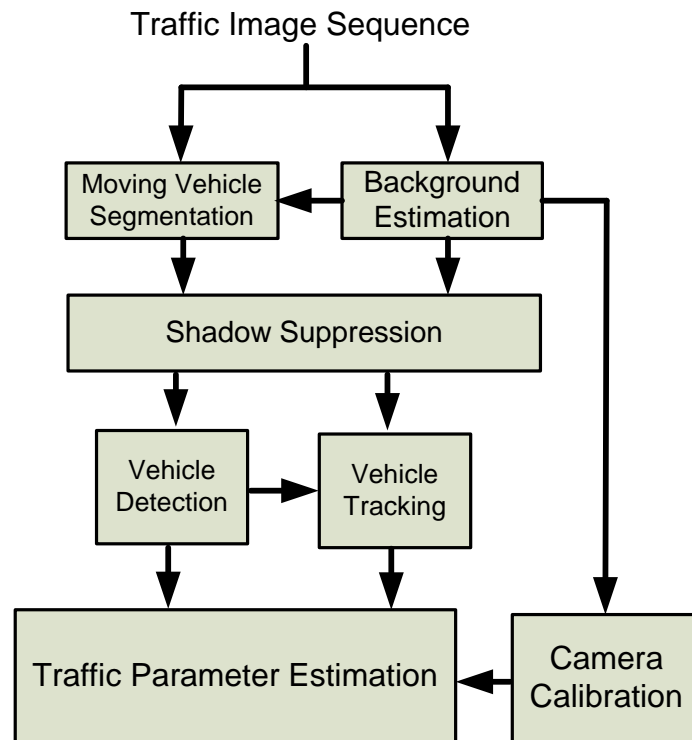 Traffic Image Sequence
Moving Vehicle
Segmentation
Background
Estimation
Shadow Suppression
Vehicle
Detection
Vehicle
Tracking
Traffic Parameter Estimation
Camera
Calibration